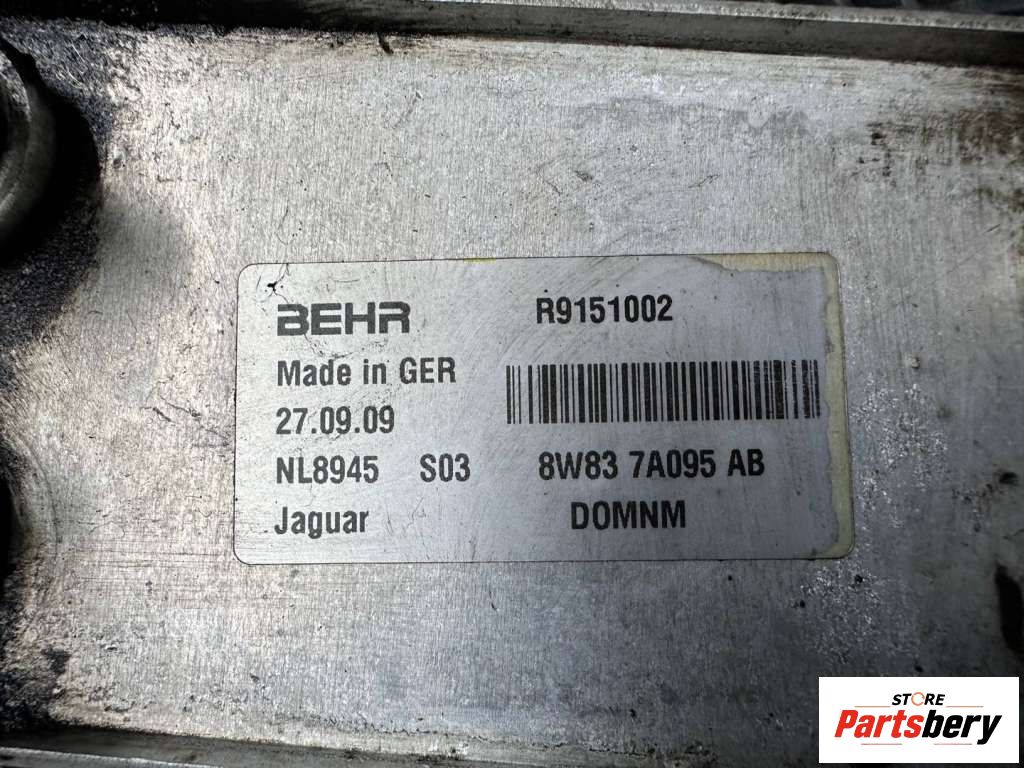 BEHR R9151002
Made in GER
27.09.09
NL8945 S03 8W83 7A095 AB
Jaguar DOMNM
STORE
Partsbery